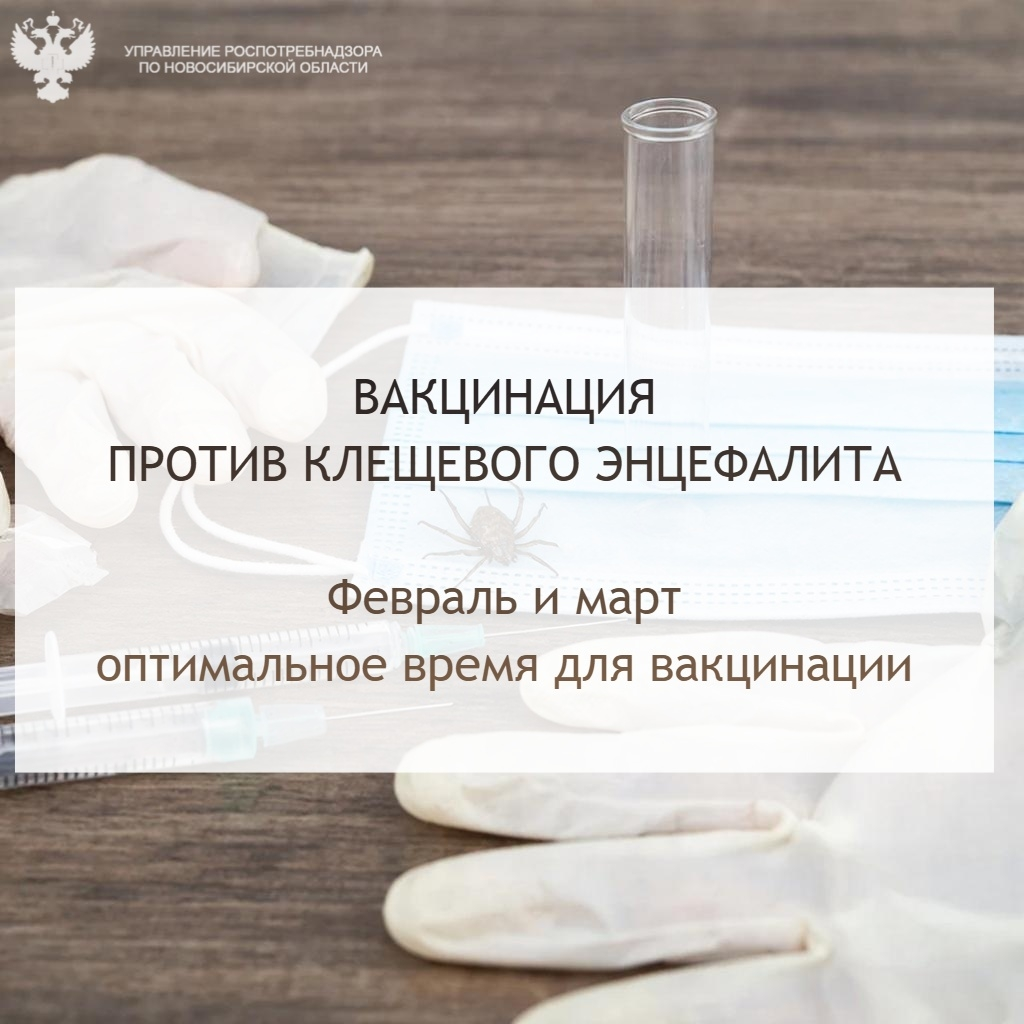 УПРАВЛЕНИЕ РОСПОТРЕБНАДЗОРА
ПО НОВОСИБИРСКОЙ ОБЛАСТИ
ВАКЦИНАЦИЯ
ПРОТИВ КЛЕЩЕВОГО ЭНЦЕФАЛИТА
Февраль и март
оптимальное время для вакцинации